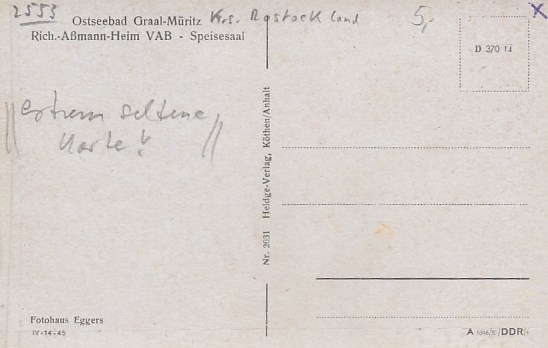 2553
Ostseebad Graal-Müritz Krs. Rostock Land
5,-
x
Rich.-Aßmann-Heim VAB - Speisesaal
D 370 14
extrem seltene
Karte!
Nr. 2031 Heldge-Verlag, Köthen/Anhalt
Fotohaus Eggers
IV-14-45
A /DDR/